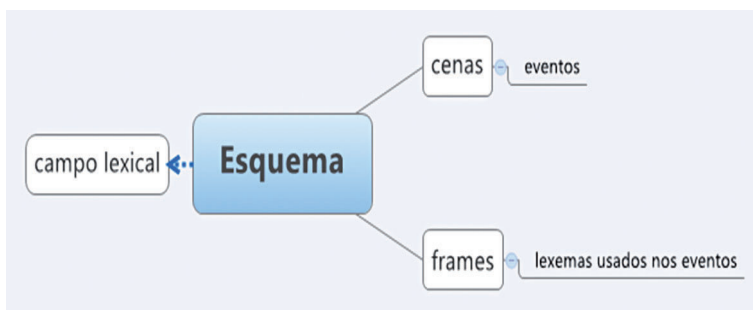 cenas
eventos
campo lexical
Esquema
frames
lexemas usados nos eventos